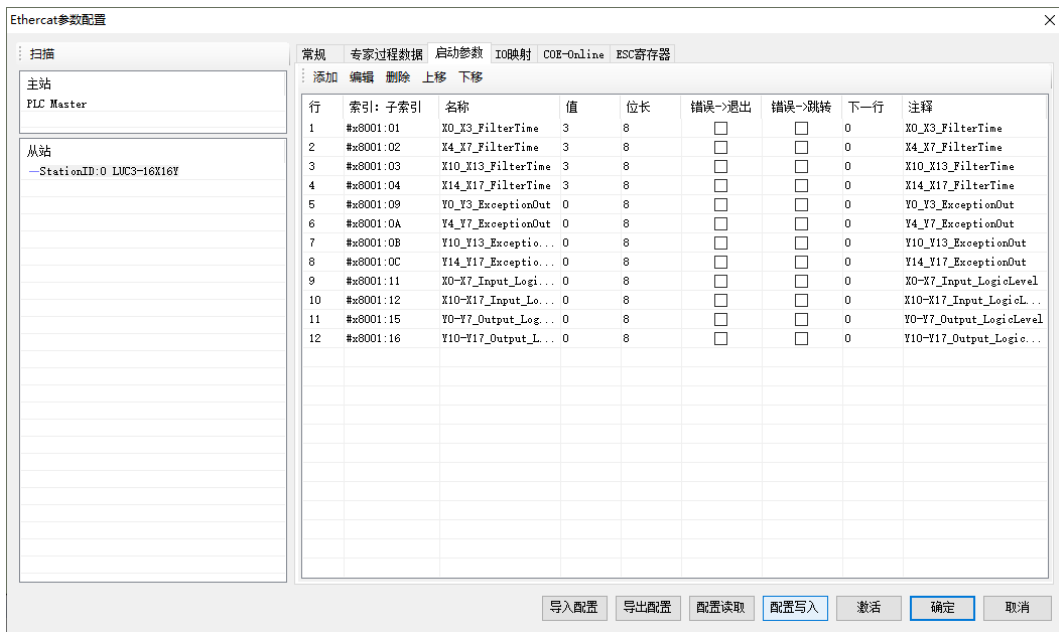 Ethercat参数配置
扫描
主站
PLC Master
从站
StationID:0 LUC3-16X16Y
常规 专家过程数据 启动参数 IO映射 COE-Online ESC寄存器
添加 编辑 删除 上移 下移
行 索引: 子索引 名称 值 位长 错误->退出 错误->跳转 下一行 注释
1 #x8001:01 X0_X3_FilterTime 3 8 0 X0_X3_FilterTime
2 #x8001:02 X4_X7_FilterTime 3 8 0 X4_X7_FilterTime
3 #x8001:03 X10_X13_FilterTime 3 8 0 X10_X13_FilterTime
4 #x8001:04 X14_X17_FilterTime 3 8 0 X14_X17_FilterTime
5 #x8001:09 Y0_Y3_ExceptionOut 0 8 0 Y0_Y3_ExceptionOut
6 #x8001:0A Y4_Y7_ExceptionOut 0 8 0 Y4_Y7_ExceptionOut
7 #x8001:0B Y10_Y13_Exceptio... 0 8 0 Y10_Y13_ExceptionOut
8 #x8001:0C Y14_Y17_Exceptio... 0 8 0 Y14_Y17_ExceptionOut
9 #x8001:11 X0-X7_Input_Logi... 0 8 0 X0-X7_Input_LogicLevel
10 #x8001:12 X10-X17_Input_Lo... 0 8 0 X10-X17_Input_LogicL...
11 #x8001:15 Y0-Y7_Output_Log... 0 8 0 Y0-Y7_Output_LogicLevel
12 #x8001:16 Y10-Y17_Output_L... 0 8 0 Y10-Y17_Output_Logic...
导入配置 导出配置 配置读取 配置写入 激活 确定 取消